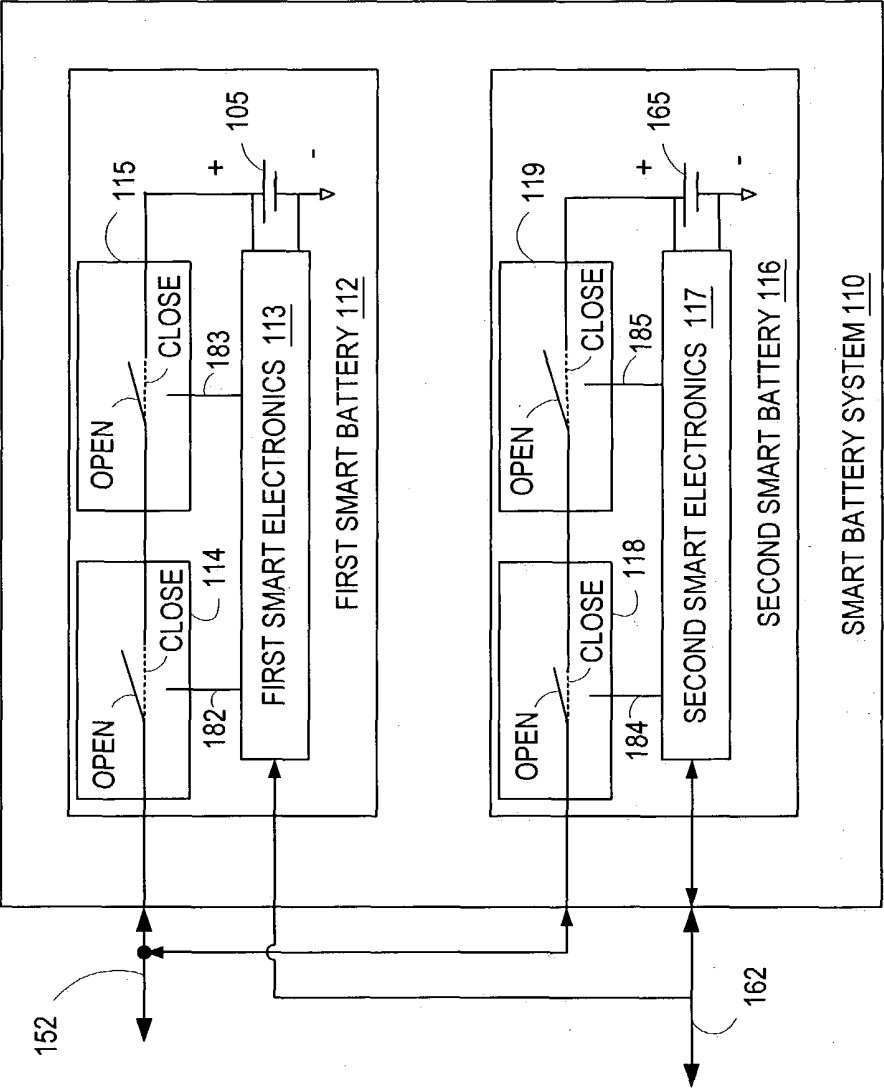 115
105
+
-
OPEN
CLOSE
183
OPEN
CLOSE
114
182
FIRST SMART ELECTRONICS 113
FIRST SMART BATTERY 112
119
165
+
-
OPEN
CLOSE
185
OPEN
CLOSE
118
184
SECOND SMART ELECTRONICS 117
SECOND SMART BATTERY 116
SMART BATTERY SYSTEM 110
152
162